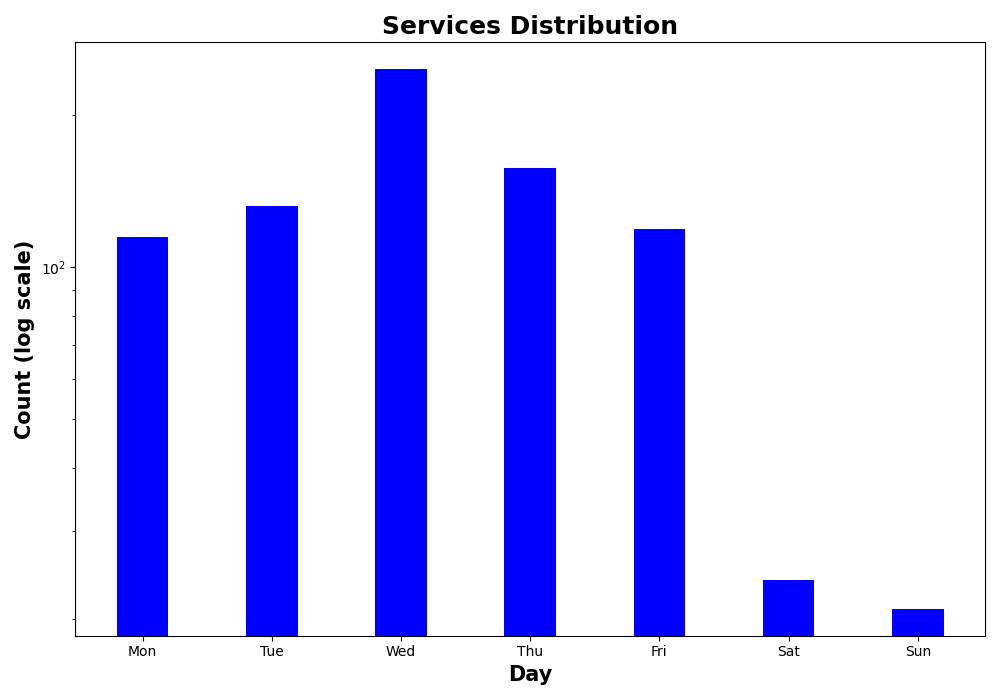 Services Distribution
Count (log scale)
10²
Mon Tue Wed Thu Fri Sat Sun
Day